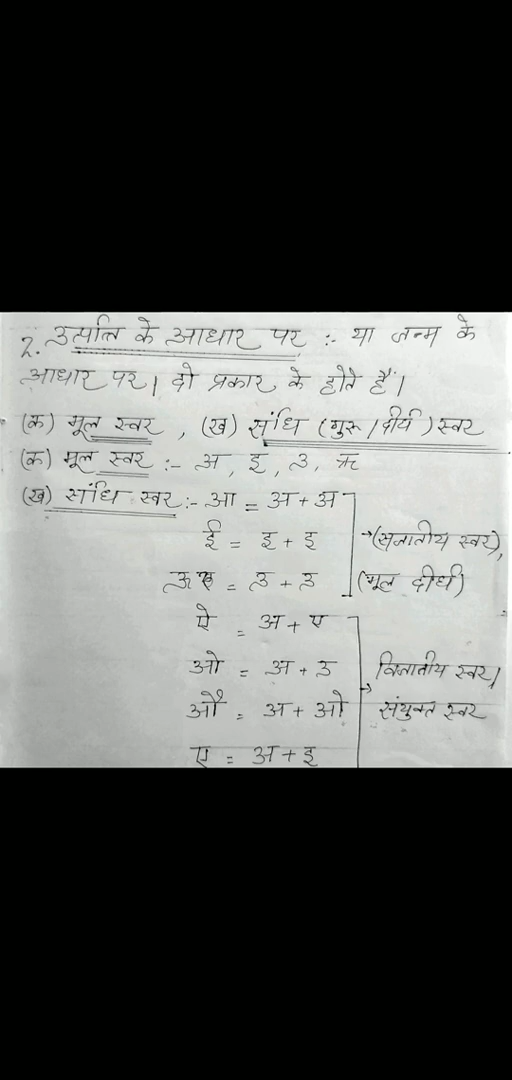 2. उत्पत्ति के आधार पर :- या जन्म के
आधार पर। दो प्रकार के होते हैं।
(क) मूल स्वर , (ख) संधि (गुरू / दीर्घ) स्वर
(क) मूल स्वर :- अ, इ, उ, ऋ
(ख) संधि स्वर :- आ = अ + अ
ई = इ + इ →(सजातीय स्वर),
ऊ = उ + उ (मूल दीर्घ)
ऐ = अ + ए
ओ = अ + उ विजातीय स्वर/
औ = अ + ओ → संयुक्त स्वर
ए = अ + इ